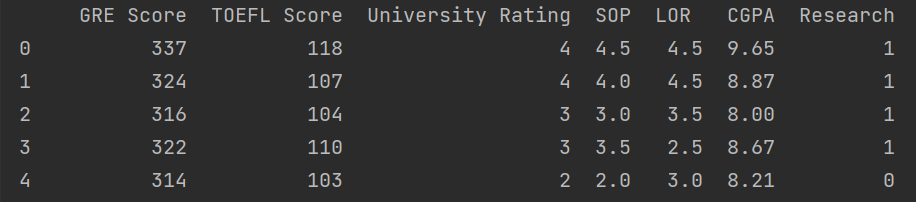 GRE Score  TOEFL Score  University Rating  SOP  LOR   CGPA  Research
0        337          118                  4  4.5   4.5  9.65         1
1        324          107                  4  4.0   4.5  8.87         1
2        316          104                  3  3.0   3.5  8.00         1
3        322          110                  3  3.5   2.5  8.67         1
4        314          103                  2  2.0   3.0  8.21         0